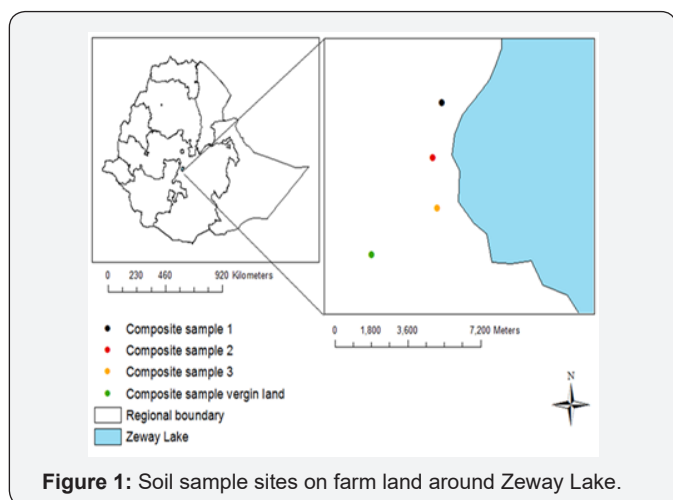 0 230 460 920 Kilometers
0 1,800 3,600 7,200 Meters
Composite sample 1
Composite sample 2
Composite sample 3
Composite sample vergin land
Regional boundary
Zeway Lake
N
Figure 1: Soil sample sites on farm land around Zeway Lake.